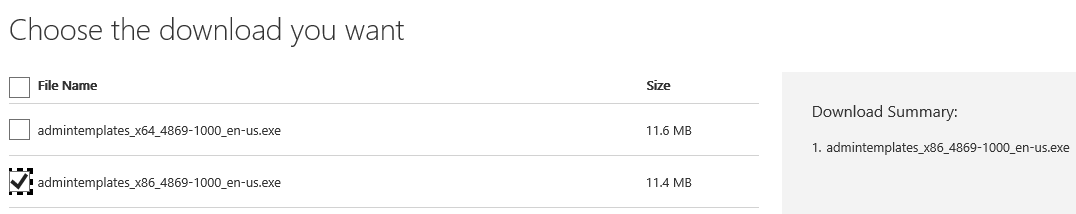 Choose the download you want
File Name Size
admintemplates_x64_4869-1000_en-us.exe 11.6 MB
admintemplates_x86_4869-1000_en-us.exe 11.4 MB
Download Summary:
1. admintemplates_x86_4869-1000_en-us.exe